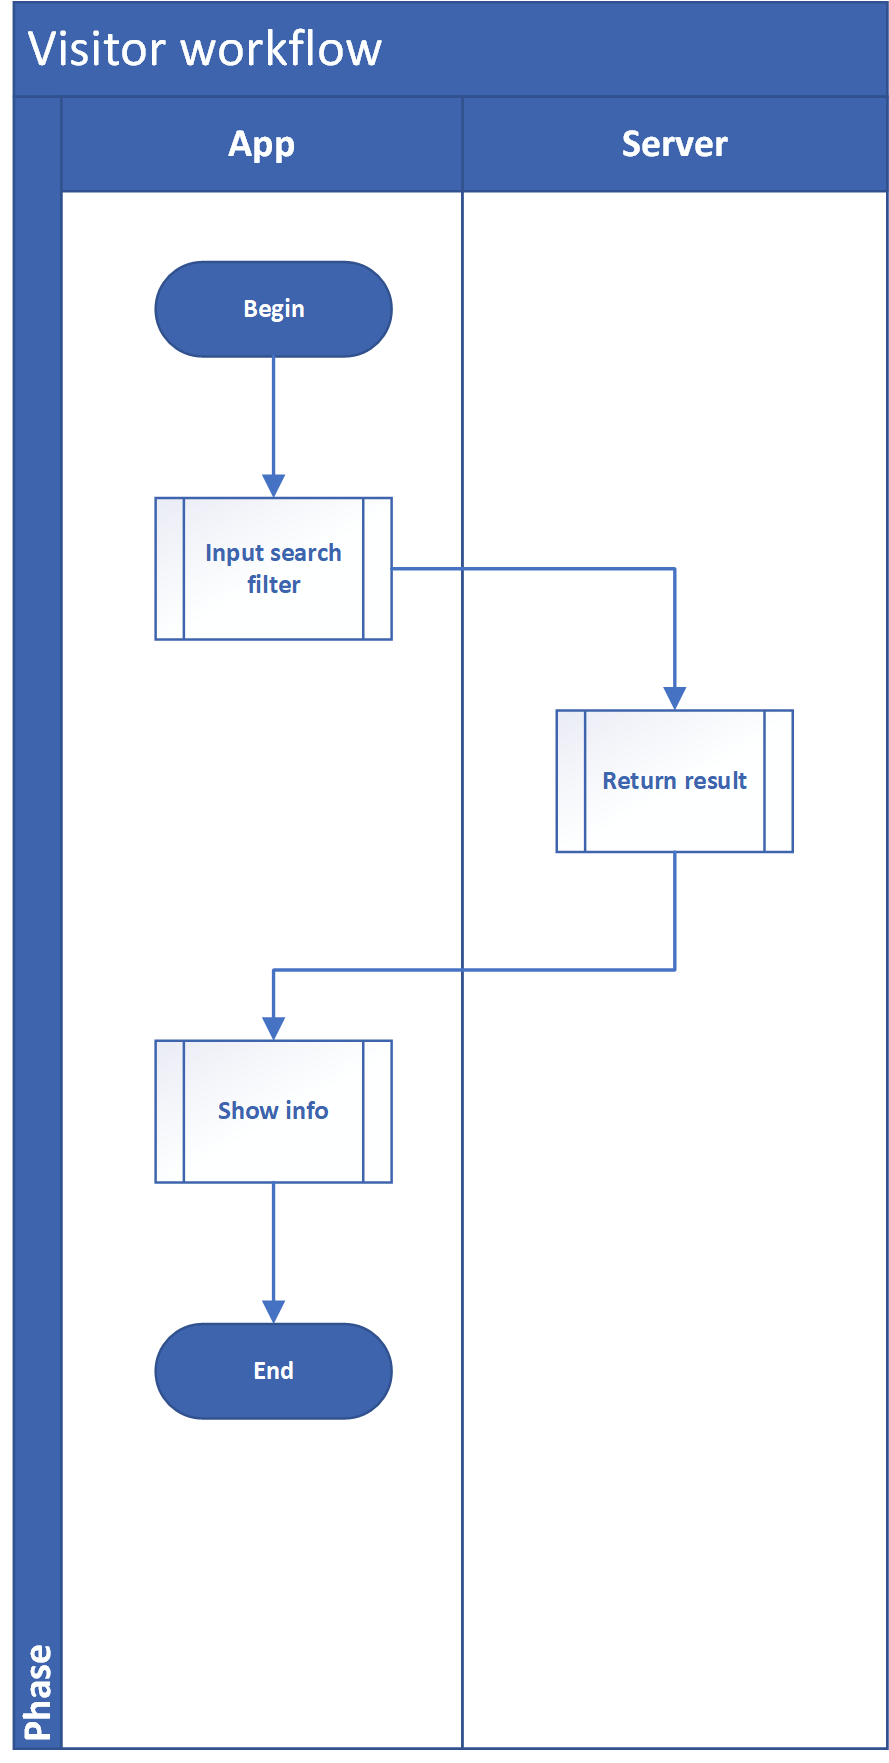 Visitor workflow
App
Server
Begin
Input search
filter
Return result
Show info
End
Phase